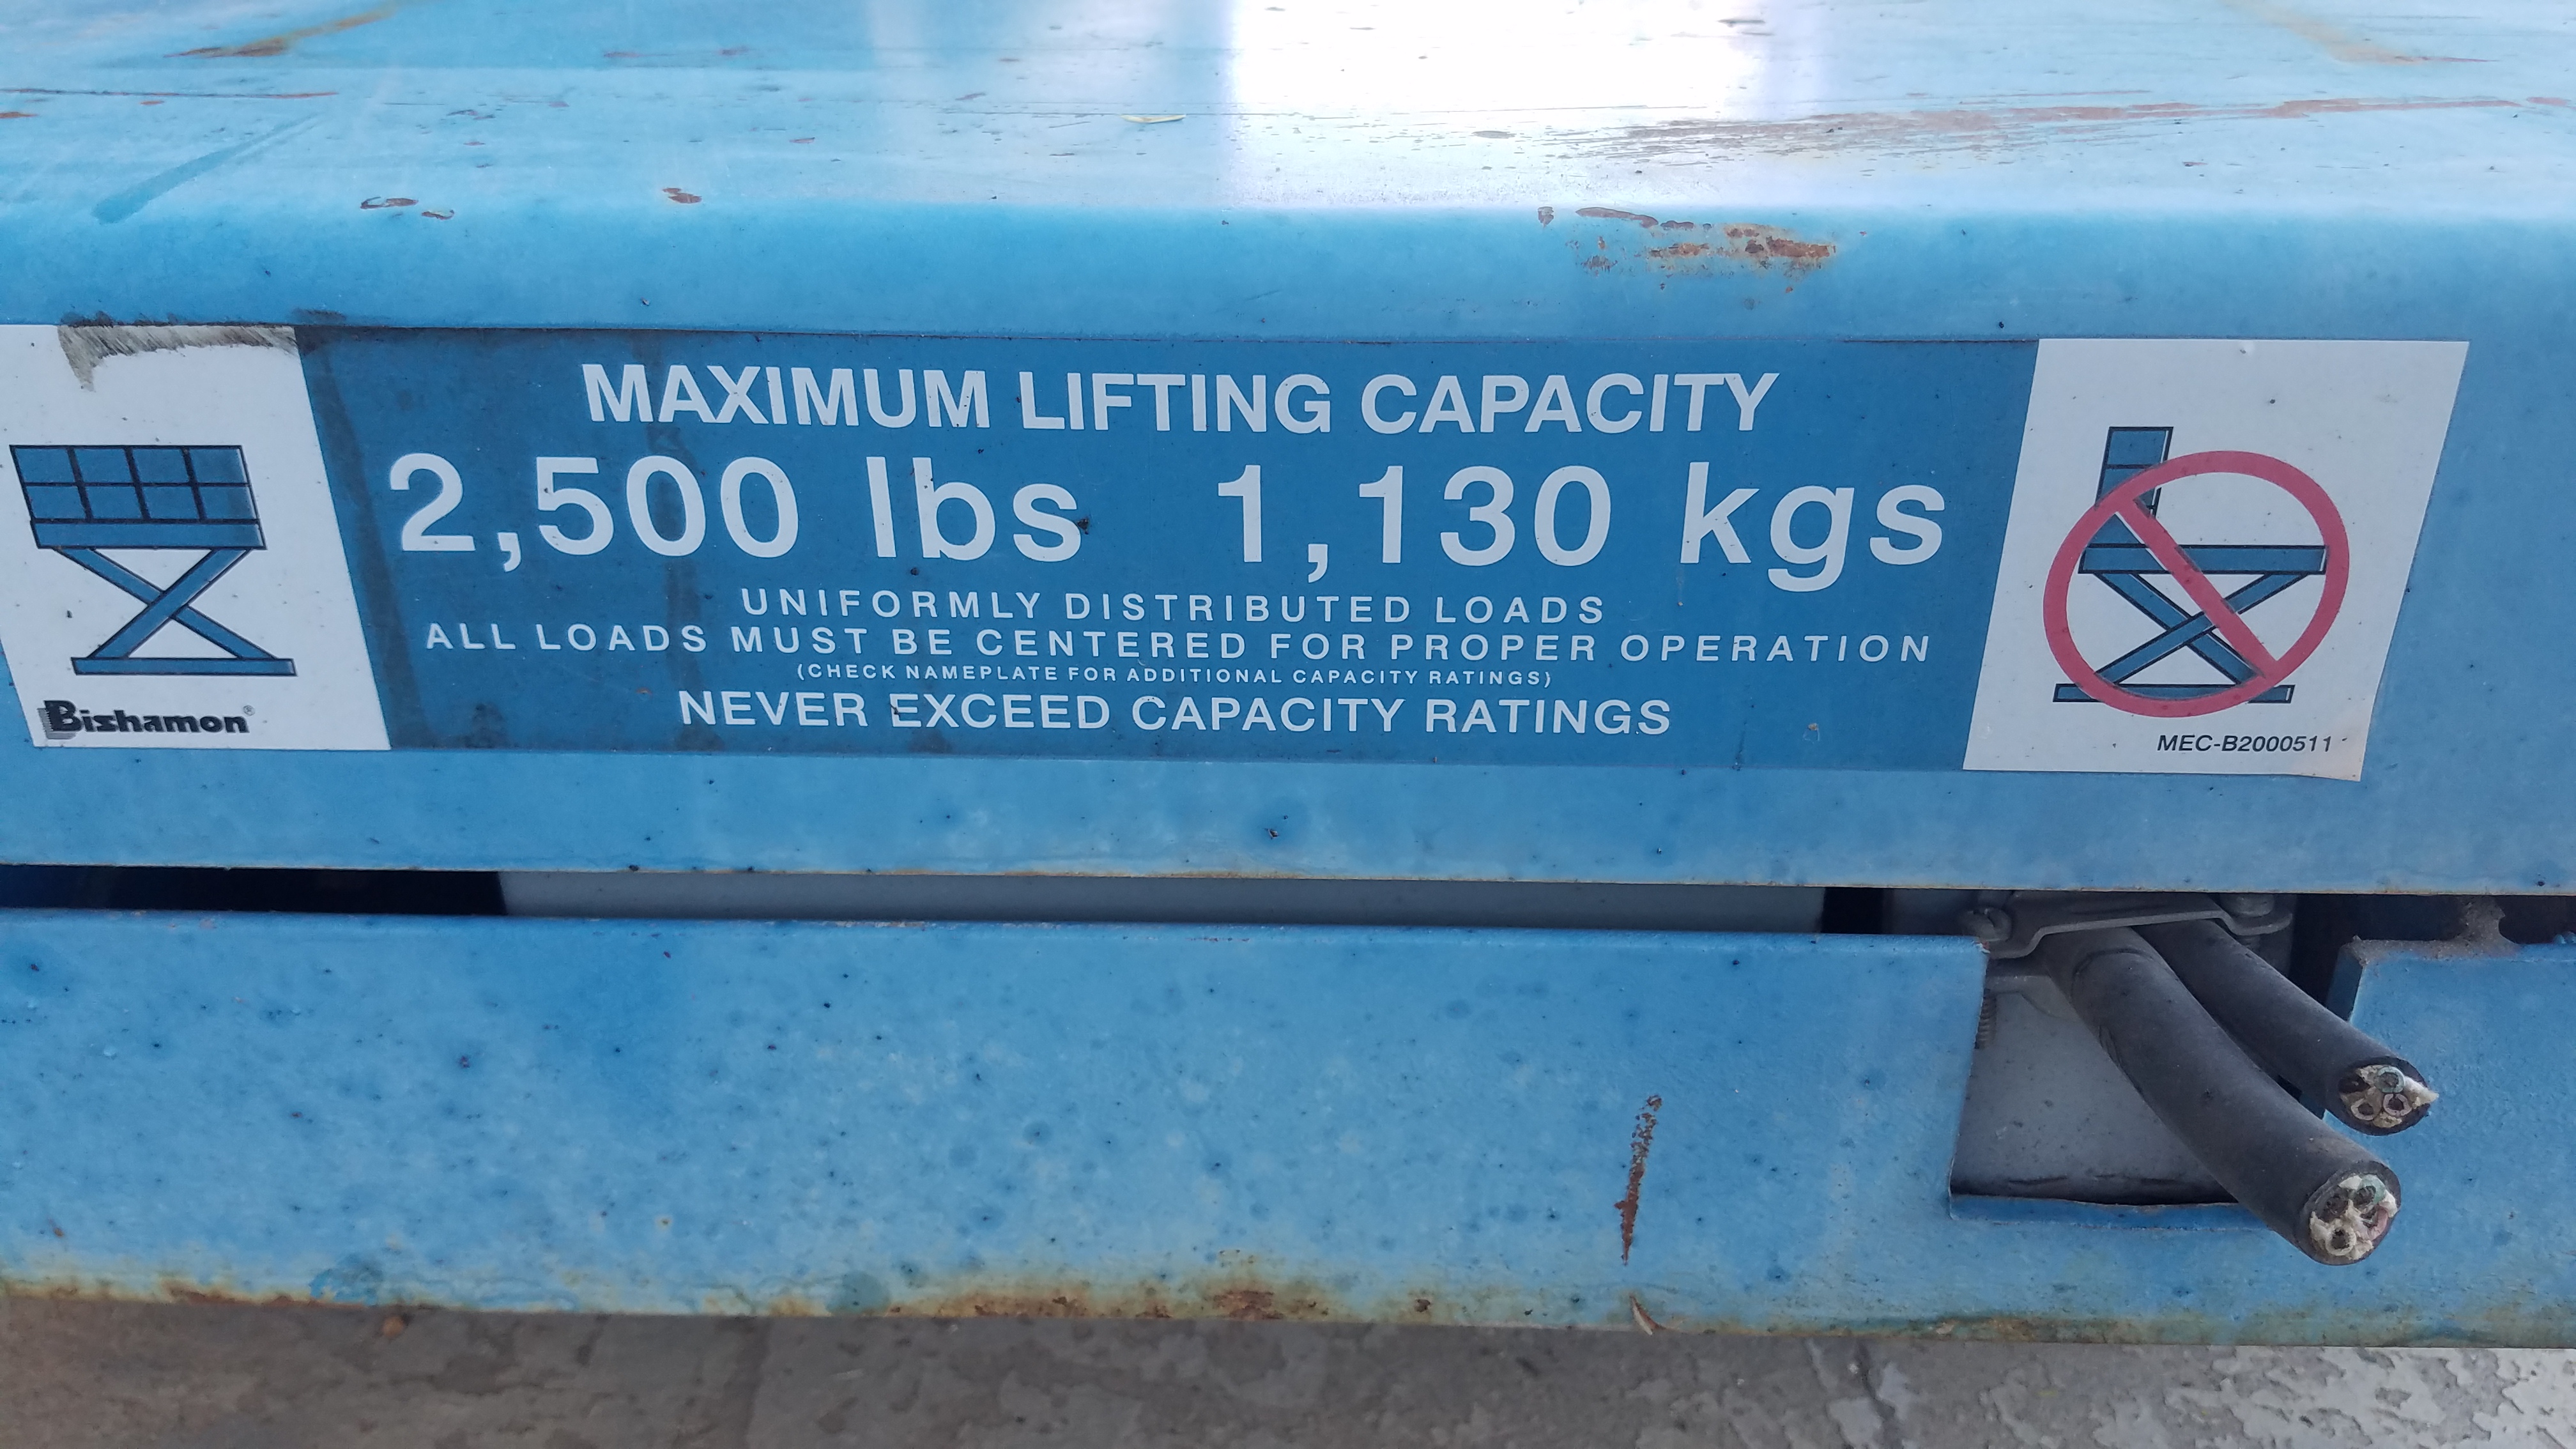 MAXIMUM LIFTING CAPACITY
2,500 lbs 1,130 kgs
UNIFORMLY DISTRIBUTED LOADS
ALL LOADS MUST BE CENTERED FOR PROPER OPERATION
(CHECK NAMEPLATE FOR ADDITIONAL CAPACITY RATINGS)
NEVER EXCEED CAPACITY RATINGS
Bishamon®
MEC-B2000511